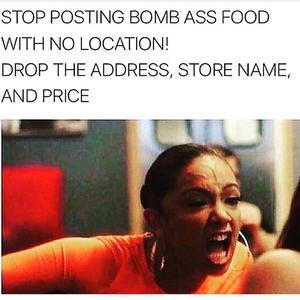 STOP POSTING BOMB ASS FOOD
WITH NO LOCATION!
DROP THE ADDRESS, STORE NAME,
AND PRICE